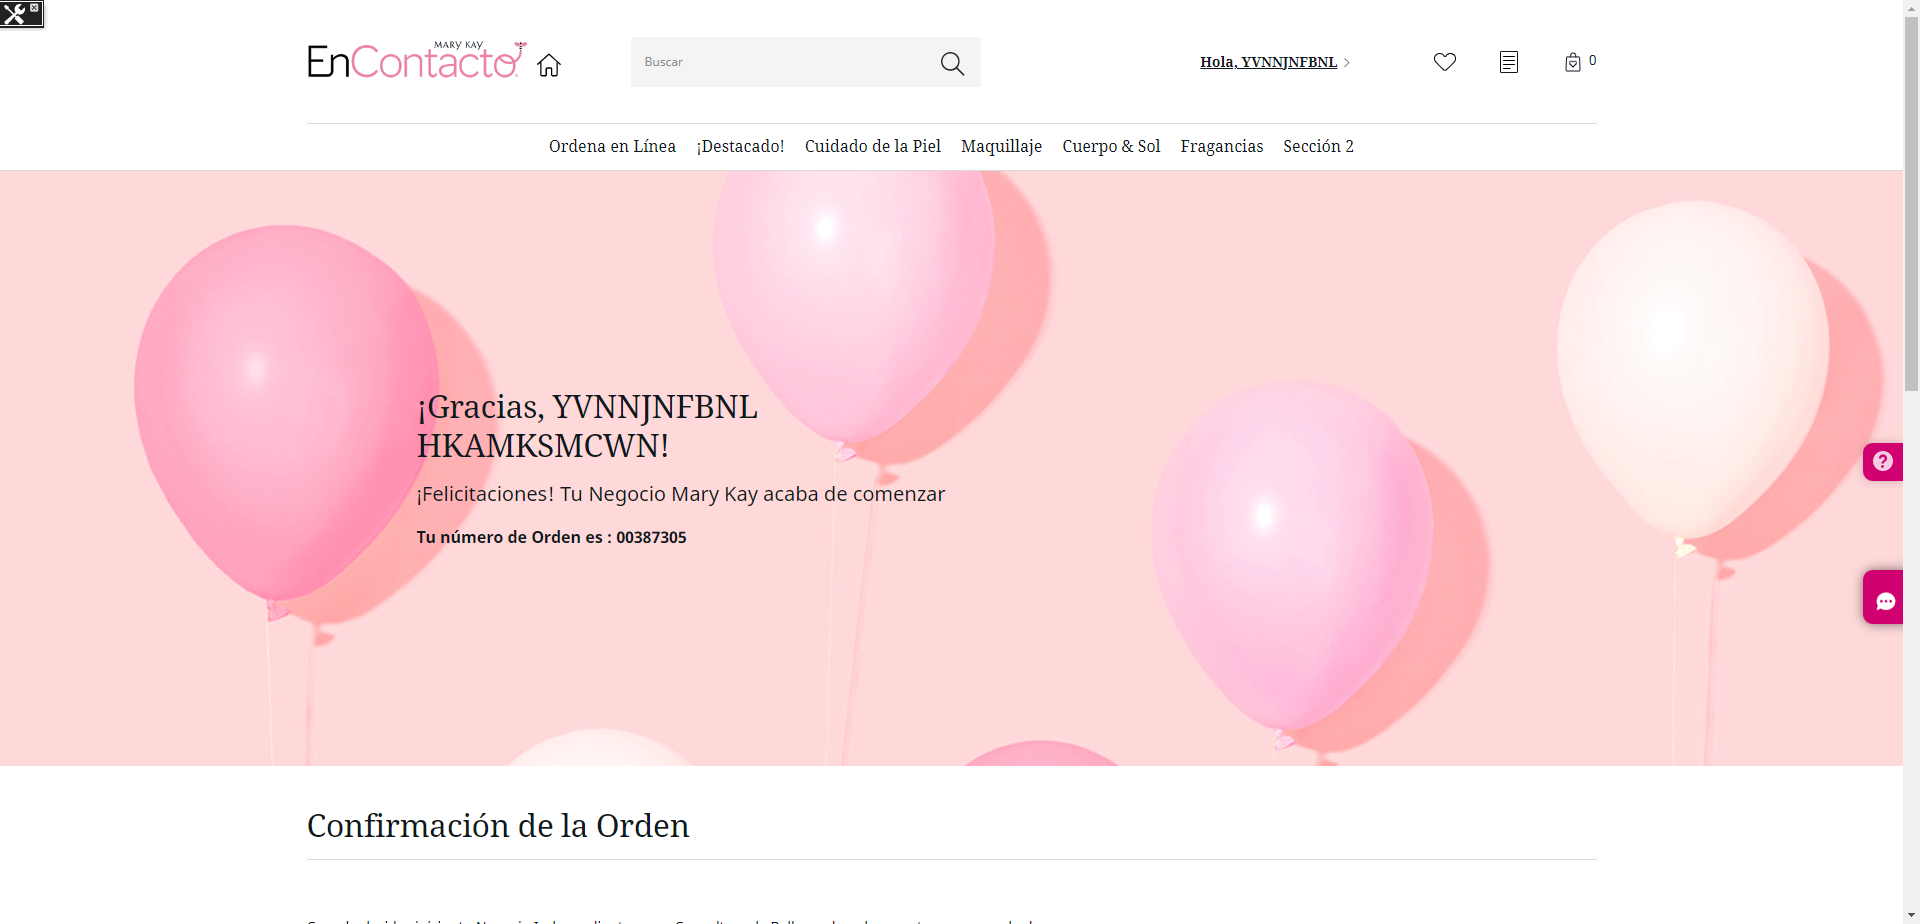 MARY KAY
EnContacto
Buscar
Hola, YVNNJNFBNL
0
Ordena en Línea ¡Destacado! Cuidado de la Piel Maquillaje Cuerpo & Sol Fragancias Sección 2
¡Gracias, YVNNJNFBNL
HKAMKSMCWN!
¡Felicitaciones! Tu Negocio Mary Kay acaba de comenzar
Tu número de Orden es : 00387305
Confirmación de la Orden